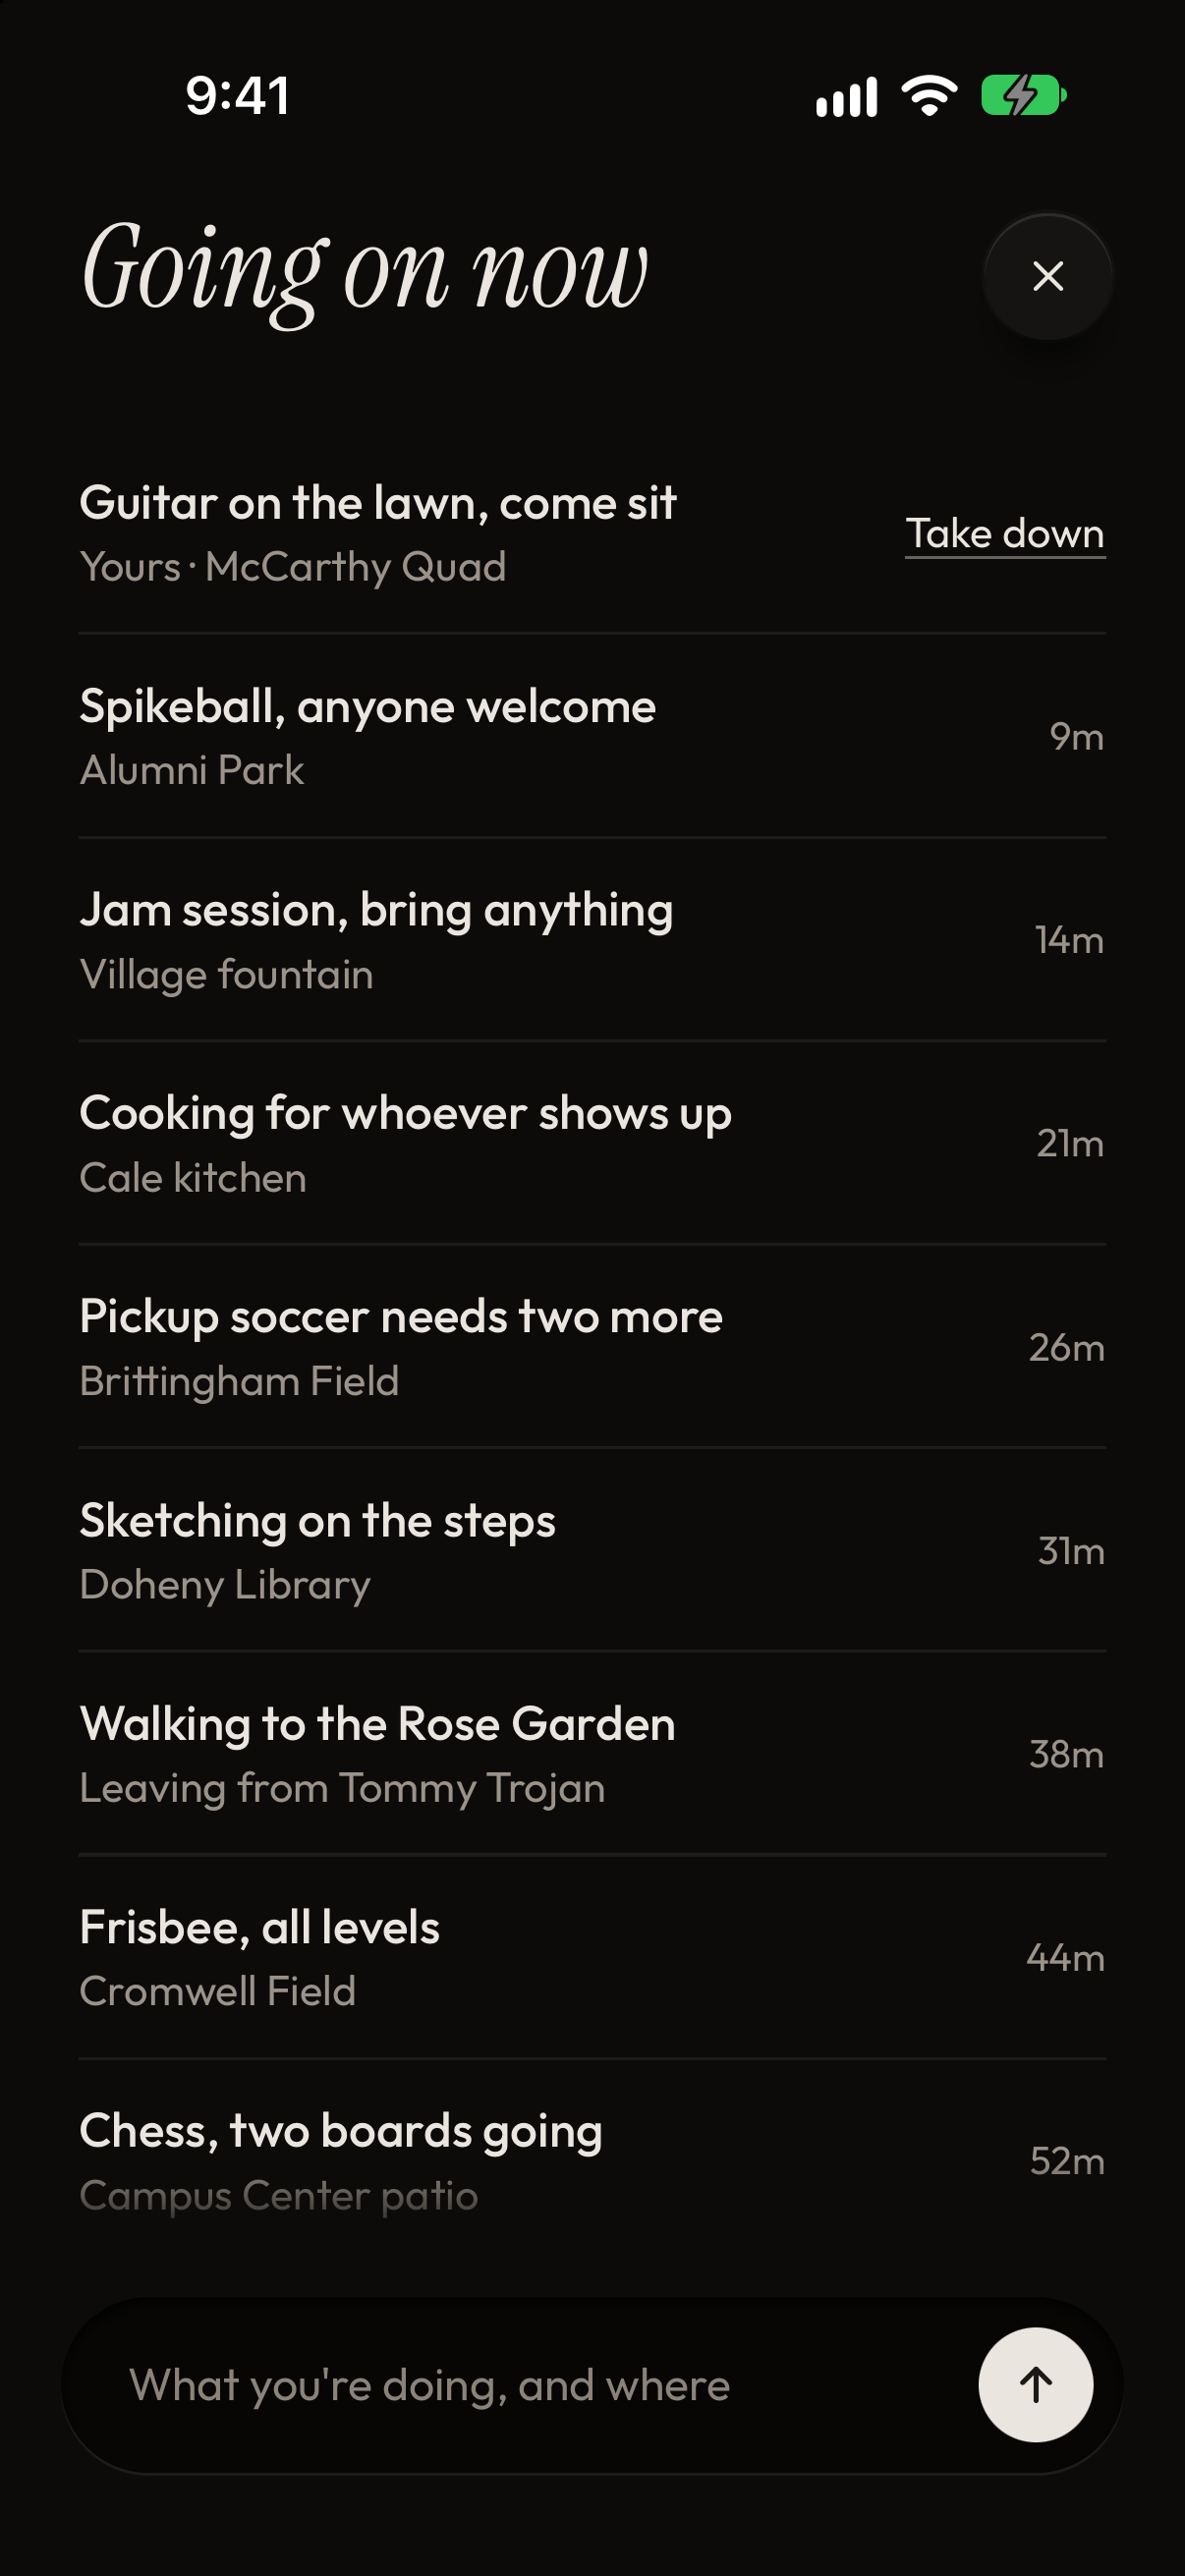 9:41
Going on now
Guitar on the lawn, come sit
Yours · McCarthy Quad
Take down
Spikeball, anyone welcome
Alumni Park
9m
Jam session, bring anything
Village fountain
14m
Cooking for whoever shows up
Cale kitchen
21m
Pickup soccer needs two more
Brittingham Field
26m
Sketching on the steps
Doheny Library
31m
Walking to the Rose Garden
Leaving from Tommy Trojan
38m
Frisbee, all levels
Cromwell Field
44m
Chess, two boards going
Campus Center patio
52m
What you're doing, and where